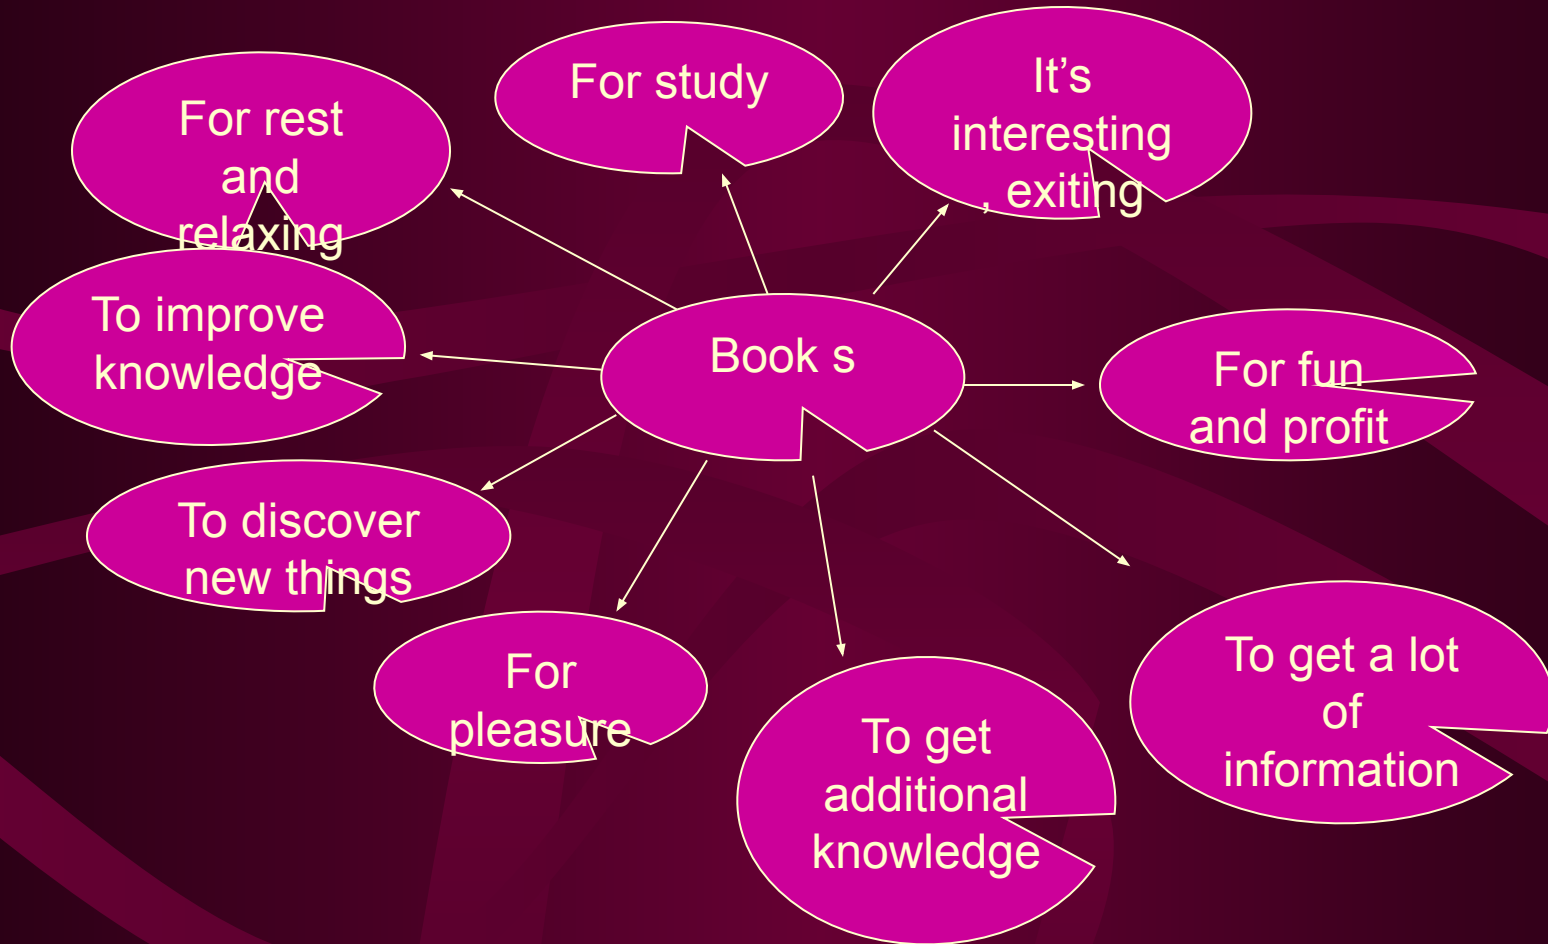 For rest
and
relaxing
For study
It’s
interesting
, exiting
To improve
knowledge
Book s
For fun
and profit
To discover
new things
For
pleasure
To get
additional
knowledge
To get a lot
of
information